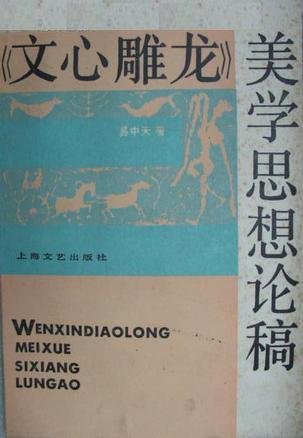 《文心雕龙》
美学思想论稿
易中天 著
上海文艺出版社
WENXINDIAOLONG
MEIXUE
SIXIANG
LUNGAO